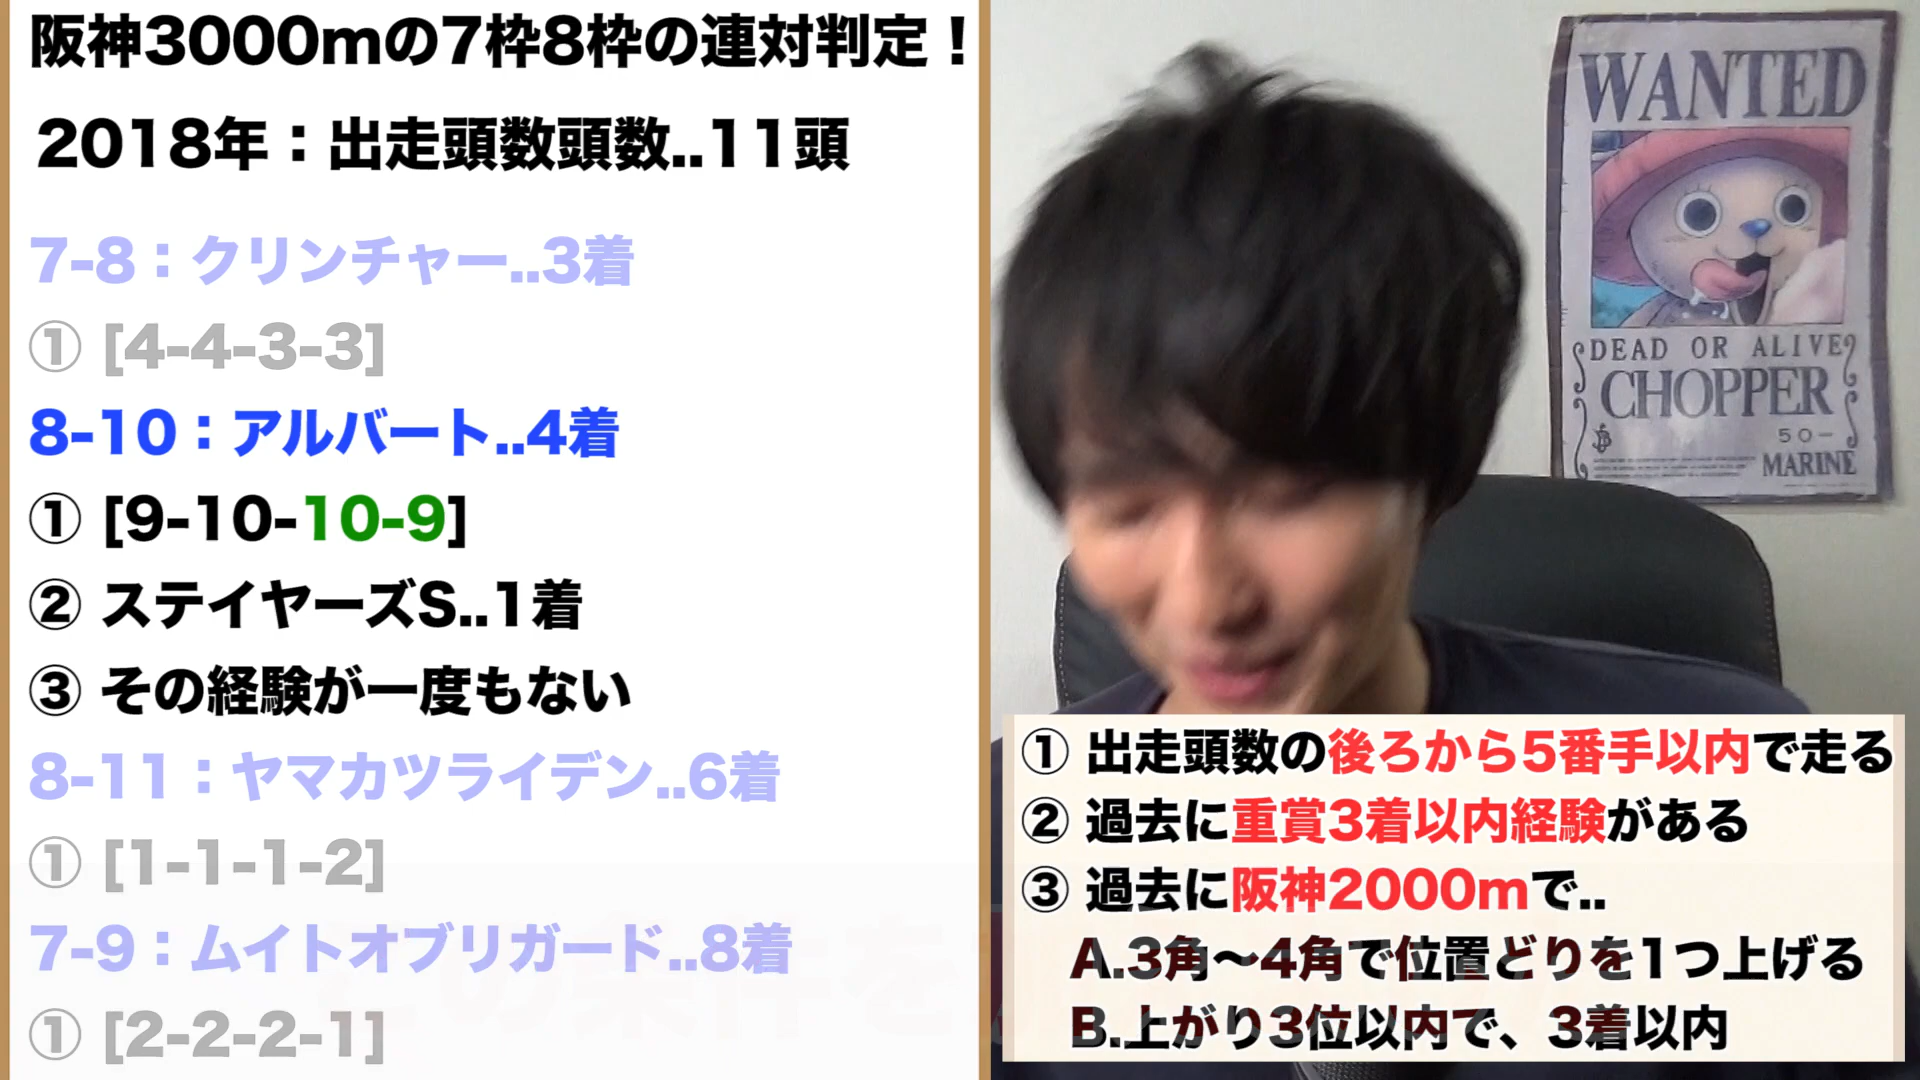 阪神3000mの7枠8枠の連対判定！
2018年：出走頭数頭数..11頭
7-8：クリンチャー..3着
① [4-4-3-3]
8-10：アルバート..4着
① [9-10-10-9]
② ステイヤーズS..1着
③ その経験が一度もない
8-11：ヤマカツライデン..6着
① [1-1-1-2]
7-9：ムイトオブリガード..8着
① [2-2-2-1]
WANTED
DEAD OR ALIVE
CHOPPER
50-
MARINE
① 出走頭数の後ろから5番手以内で走る
② 過去に重賞3着以内経験がある
③ 過去に阪神2000mで..
A.3角〜4角で位置どりを1つ上げる
B.上がり3位以内で、3着以内